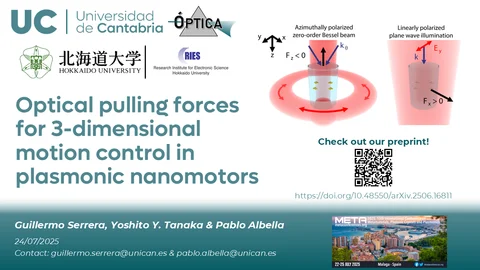 UC Universidad
de Cantabria
ÓPTICA
北海道大学
HOKKAIDO UNIVERSITY
RIES
Research Institute for Electronic Science
Hokkaido University
Optical pulling forces
for 3-dimensional
motion control in
plasmonic nanomotors
Azimuthally polarized
zero-order Bessel beam
y x
z
F z < 0
k θ
Linearly polarized
plane wave illumination
E x
k
F x > 0
Check out our preprint!
https://doi.org/10.48550/arXiv.2506.16811
Guillermo Serrera, Yoshito Y. Tanaka & Pablo Albella
24/07/2025
Contact: guillermo.serrera@unican.es & pablo.albella@unican.es
META
22-25 JULY 2025
Malaga - Spain